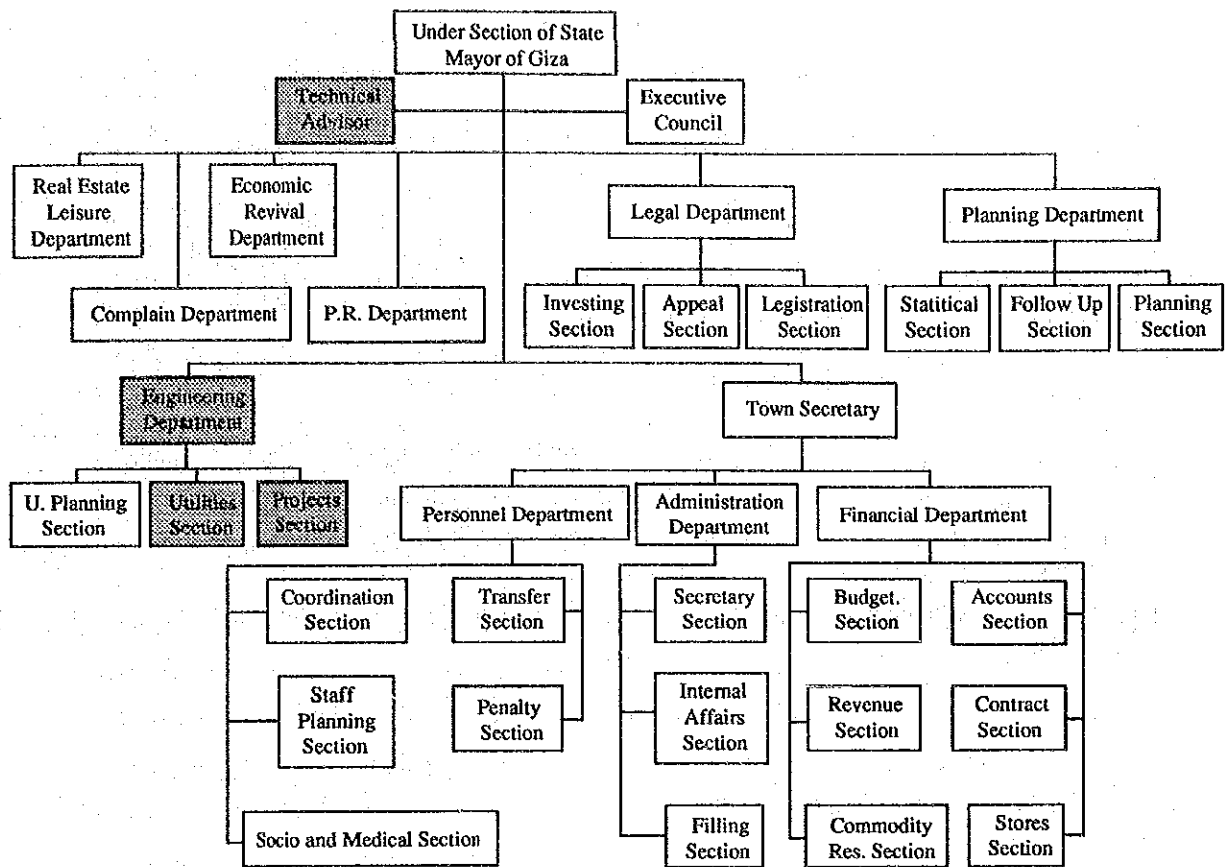 Under Section of State
Mayor of Giza
Technical
Advisor
Executive
Council
Real Estate
Leisure
Department
Economic
Revival
Department
Legal Department
Planning Department
Complain Department
P.R. Department
Investing
Section
Appeal
Section
Legistration
Section
Statitical
Section
Follow Up
Section
Planning
Section
Engineering
Department
Town Secretary
U. Planning
Section
Utilities
Section
Projects
Section
Personnel Department
Administration
Department
Financial Department
Coordination
Section
Transfer
Section
Secretary
Section
Budget.
Section
Accounts
Section
Staff
Planning
Section
Penalty
Section
Internal
Affairs
Section
Revenue
Section
Contract
Section
Socio and Medical Section
Filling
Section
Commodity
Res. Section
Stores
Section